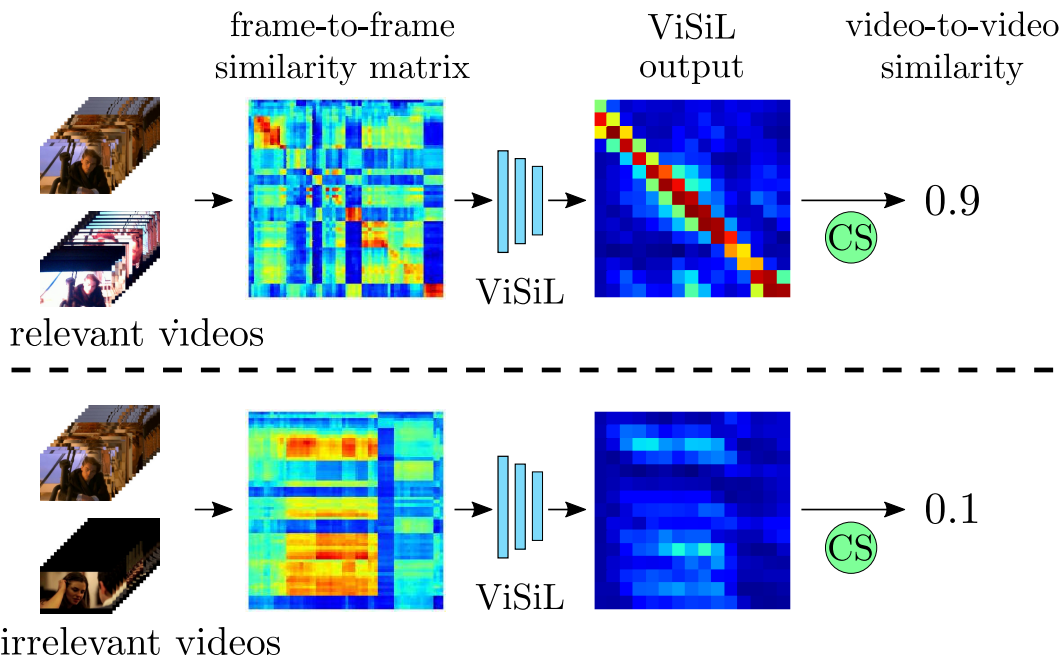 frame-to-frame
similarity matrix
ViSiL
output
video-to-video
similarity
ViSiL
CS
0.9
relevant videos
ViSiL
CS
0.1
irrelevant videos